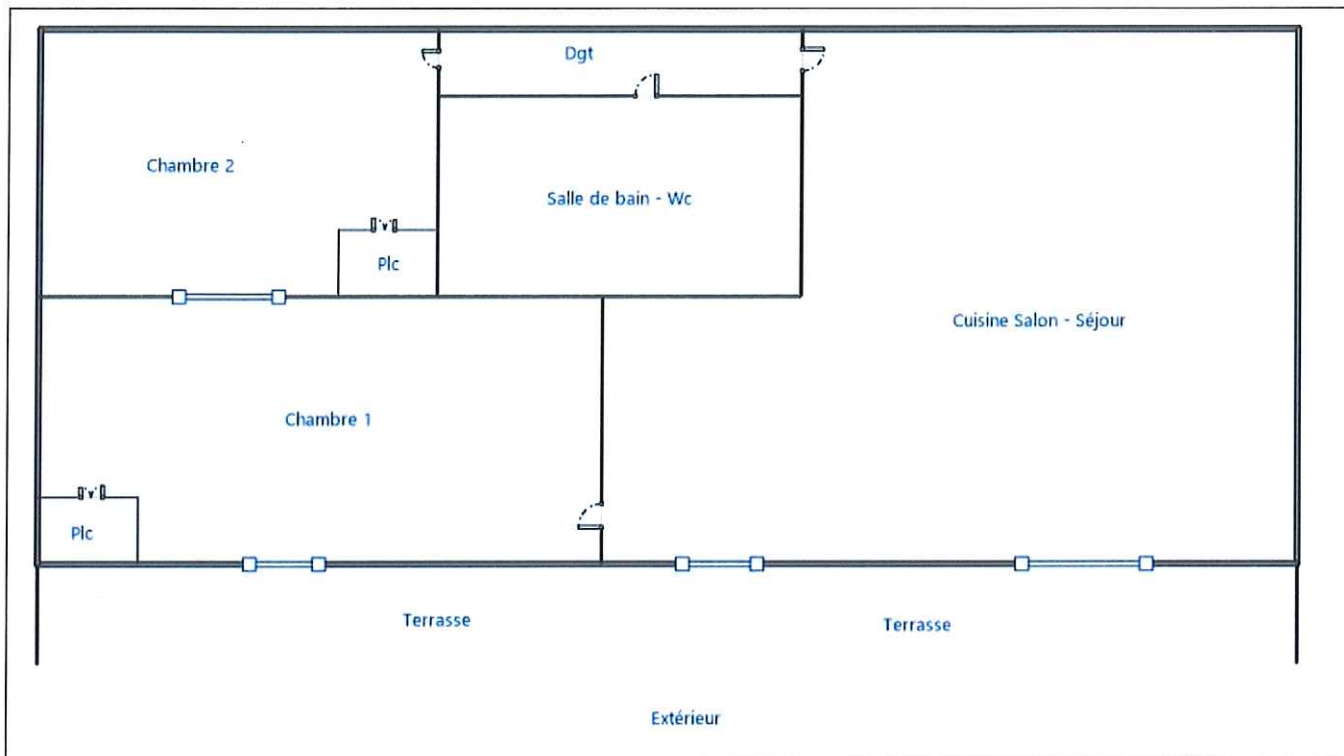 Dgt
Chambre 2
Salle de bain - Wc
Plc
Cuisine Salon - Séjour
Chambre 1
Plc
Terrasse
Terrasse
Extérieur